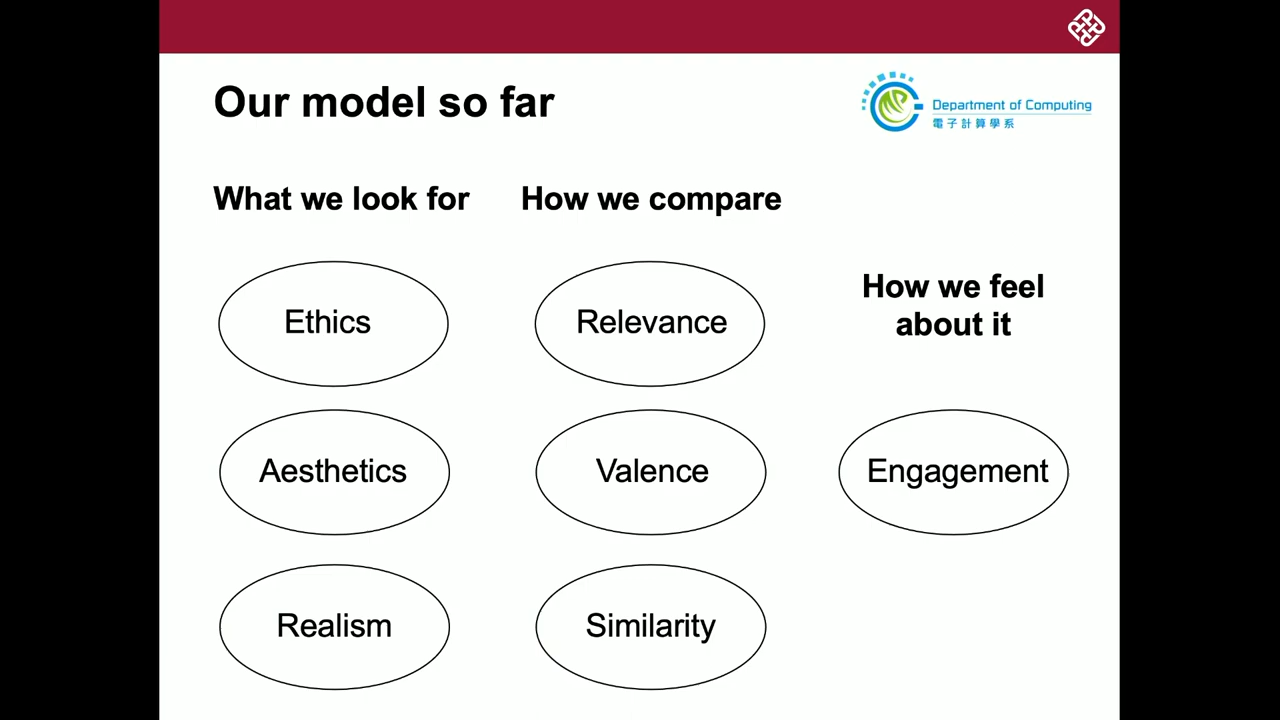 Our model so far
Department of Computing
電子計算學系
What we look for
How we compare
How we feel
about it
Ethics
Relevance
Aesthetics
Valence
Engagement
Realism
Similarity